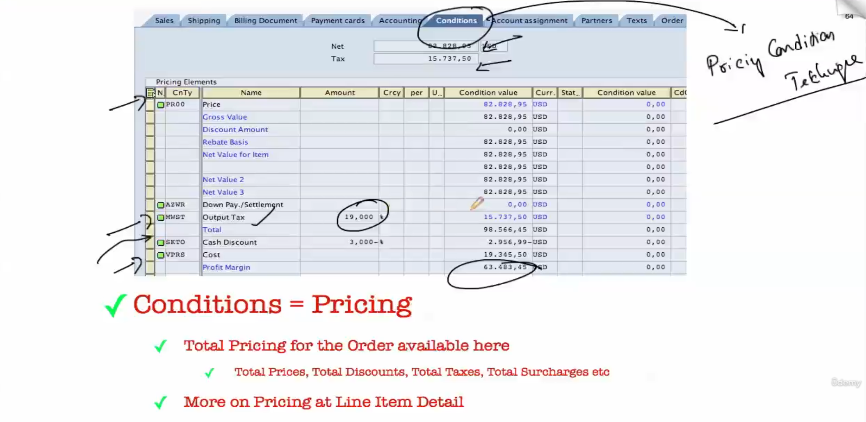 Sales Shipping Billing Document Payment cards Accounting Conditions Account assignment Partners Texts Order
64
Net 82.828,95 USD
Tax 15.737,50
Pricing Condition
Technique
Pricing Elements
N CnTy Name Amount Crcy per U.. Condition value Curr. Stat.. Condition value Cd
PR00 Price 82.828,95 USD 0,00
Gross Value 82.828,95 USD 0,00
Discount Amount 0,00 USD 0,00
Rebate Basis 82.828,95 USD 0,00
Net Value for Item 82.828,95 USD 0,00
82.828,95 USD 0,00
Net Value 2 82.828,95 USD 0,00
Net Value 3 82.828,95 USD 0,00
AZWR Down Pay./Settlement 0,00 USD 0,00
MWST Output Tax 19,000 % 15.737,50 USD 0,00
Total 98.566,45 USD 0,00
SKTO Cash Discount 3,000-% 2.956,99- USD 0,00
VPRS Cost 19.345,50 USD 0,00
Profit Margin 63.483,45 USD 0,00
Conditions = Pricing
Total Pricing for the Order available here
Total Prices, Total Discounts, Total Taxes, Total Surcharges etc
More on Pricing at Line Item Detail
Udemy